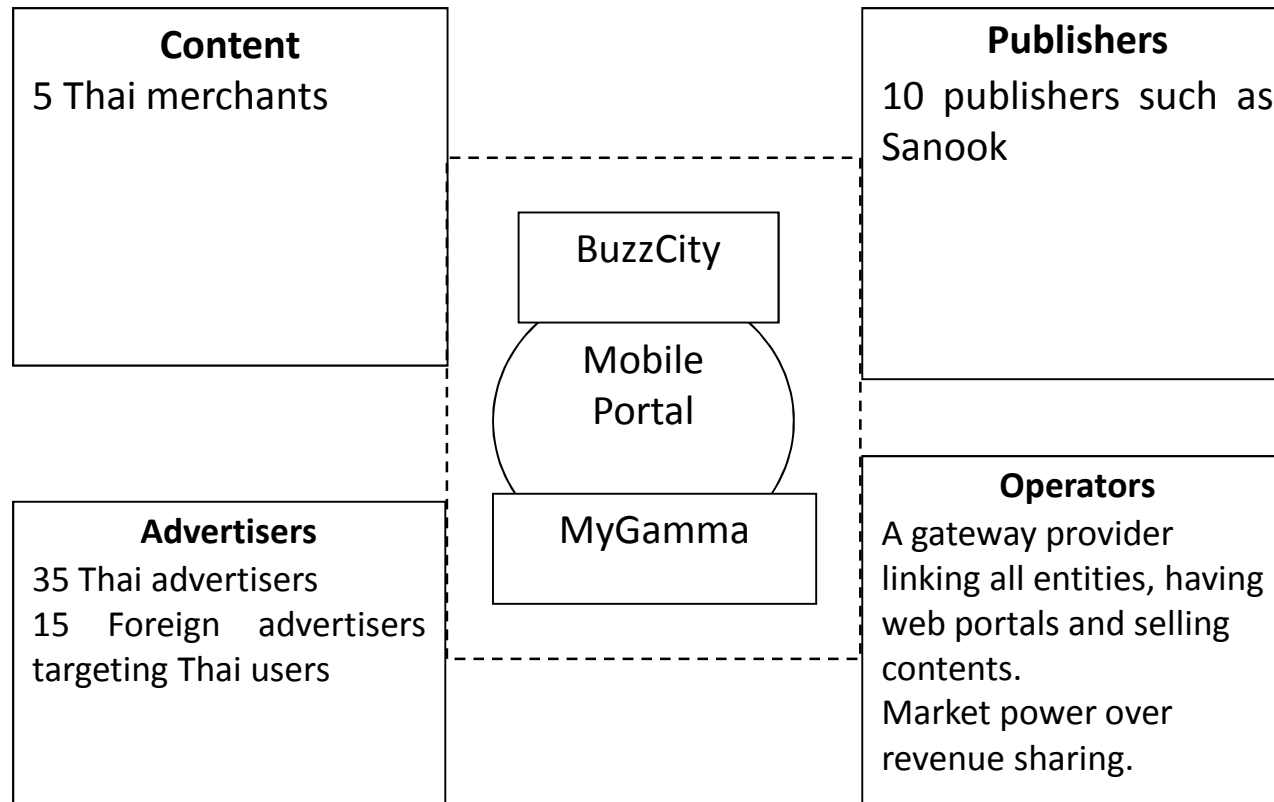 Content
5 Thai merchants
Publishers
10 publishers such as
Sanook
BuzzCity
Mobile
Portal
MyGamma
Advertisers
35 Thai advertisers
15 Foreign advertisers
targeting Thai users
Operators
A gateway provider
linking all entities, having
web portals and selling
contents.
Market power over
revenue sharing.